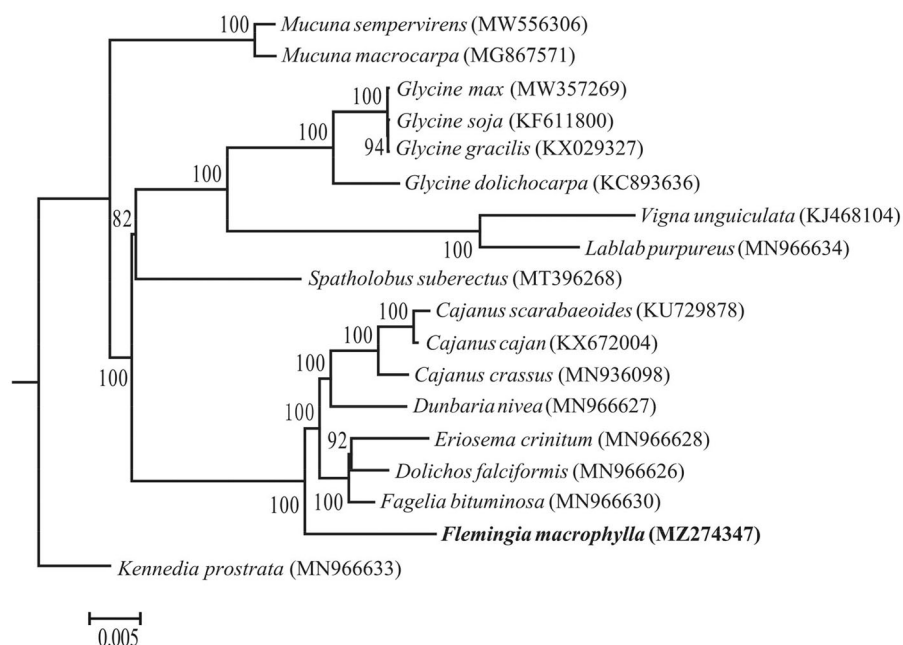 100
Mucuna sempervirens (MW556306)
Mucuna macrocarpa (MG867571)
Glycine max (MW357269)
100
Glycine soja (KF611800)
100
94
Glycine gracilis (KX029327)
100
Glycine dolichocarpa (KC893636)
82
Vigna unguiculata (KJ468104)
100
Lablab purpureus (MN966634)
Spatholobus suberectus (MT396268)
100
Cajanus scarabaeoides (KU729878)
100
Cajanus cajan (KX672004)
100
100
Cajanus crassus (MN936098)
100
Dunbaria nivea (MN966627)
92
Eriosema crinitum (MN966628)
Dolichos falciformis (MN966626)
100
100
Fagelia bituminosa (MN966630)
Flemingia macrophylla (MZ274347)
Kennedia prostrata (MN966633)
0.005